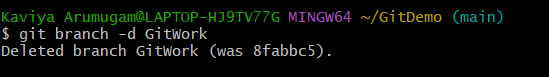 Kaviya Arumugam@LAPTOP-HJ9TV77G MINGW64 ~/GitDemo (main)
$ git branch -d GitWork
Deleted branch GitWork (was 8fabbc5).